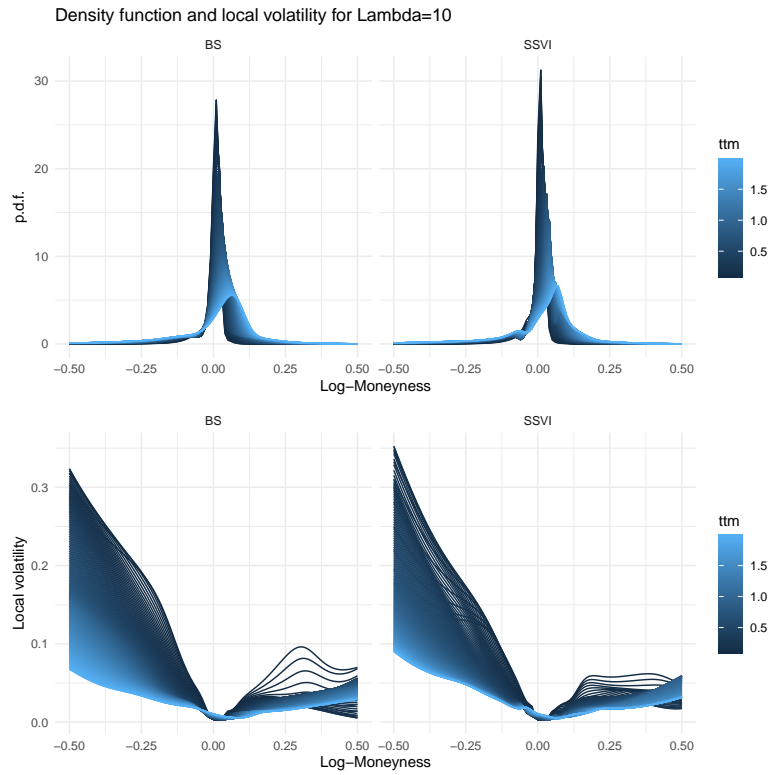 Density function and local volatility for Lambda=10
BS
SSVI
30
20
10
0
p.d.f.
−0.50 −0.25 0.00 0.25 0.50
−0.50 −0.25 0.00 0.25 0.50
Log−Moneyness
Log−Moneyness
ttm
1.5
1.0
0.5
BS
SSVI
0.3
0.2
0.1
0.0
Local volatility
−0.50 −0.25 0.00 0.25 0.50
−0.50 −0.25 0.00 0.25 0.50
Log−Moneyness
Log−Moneyness
ttm
1.5
1.0
0.5